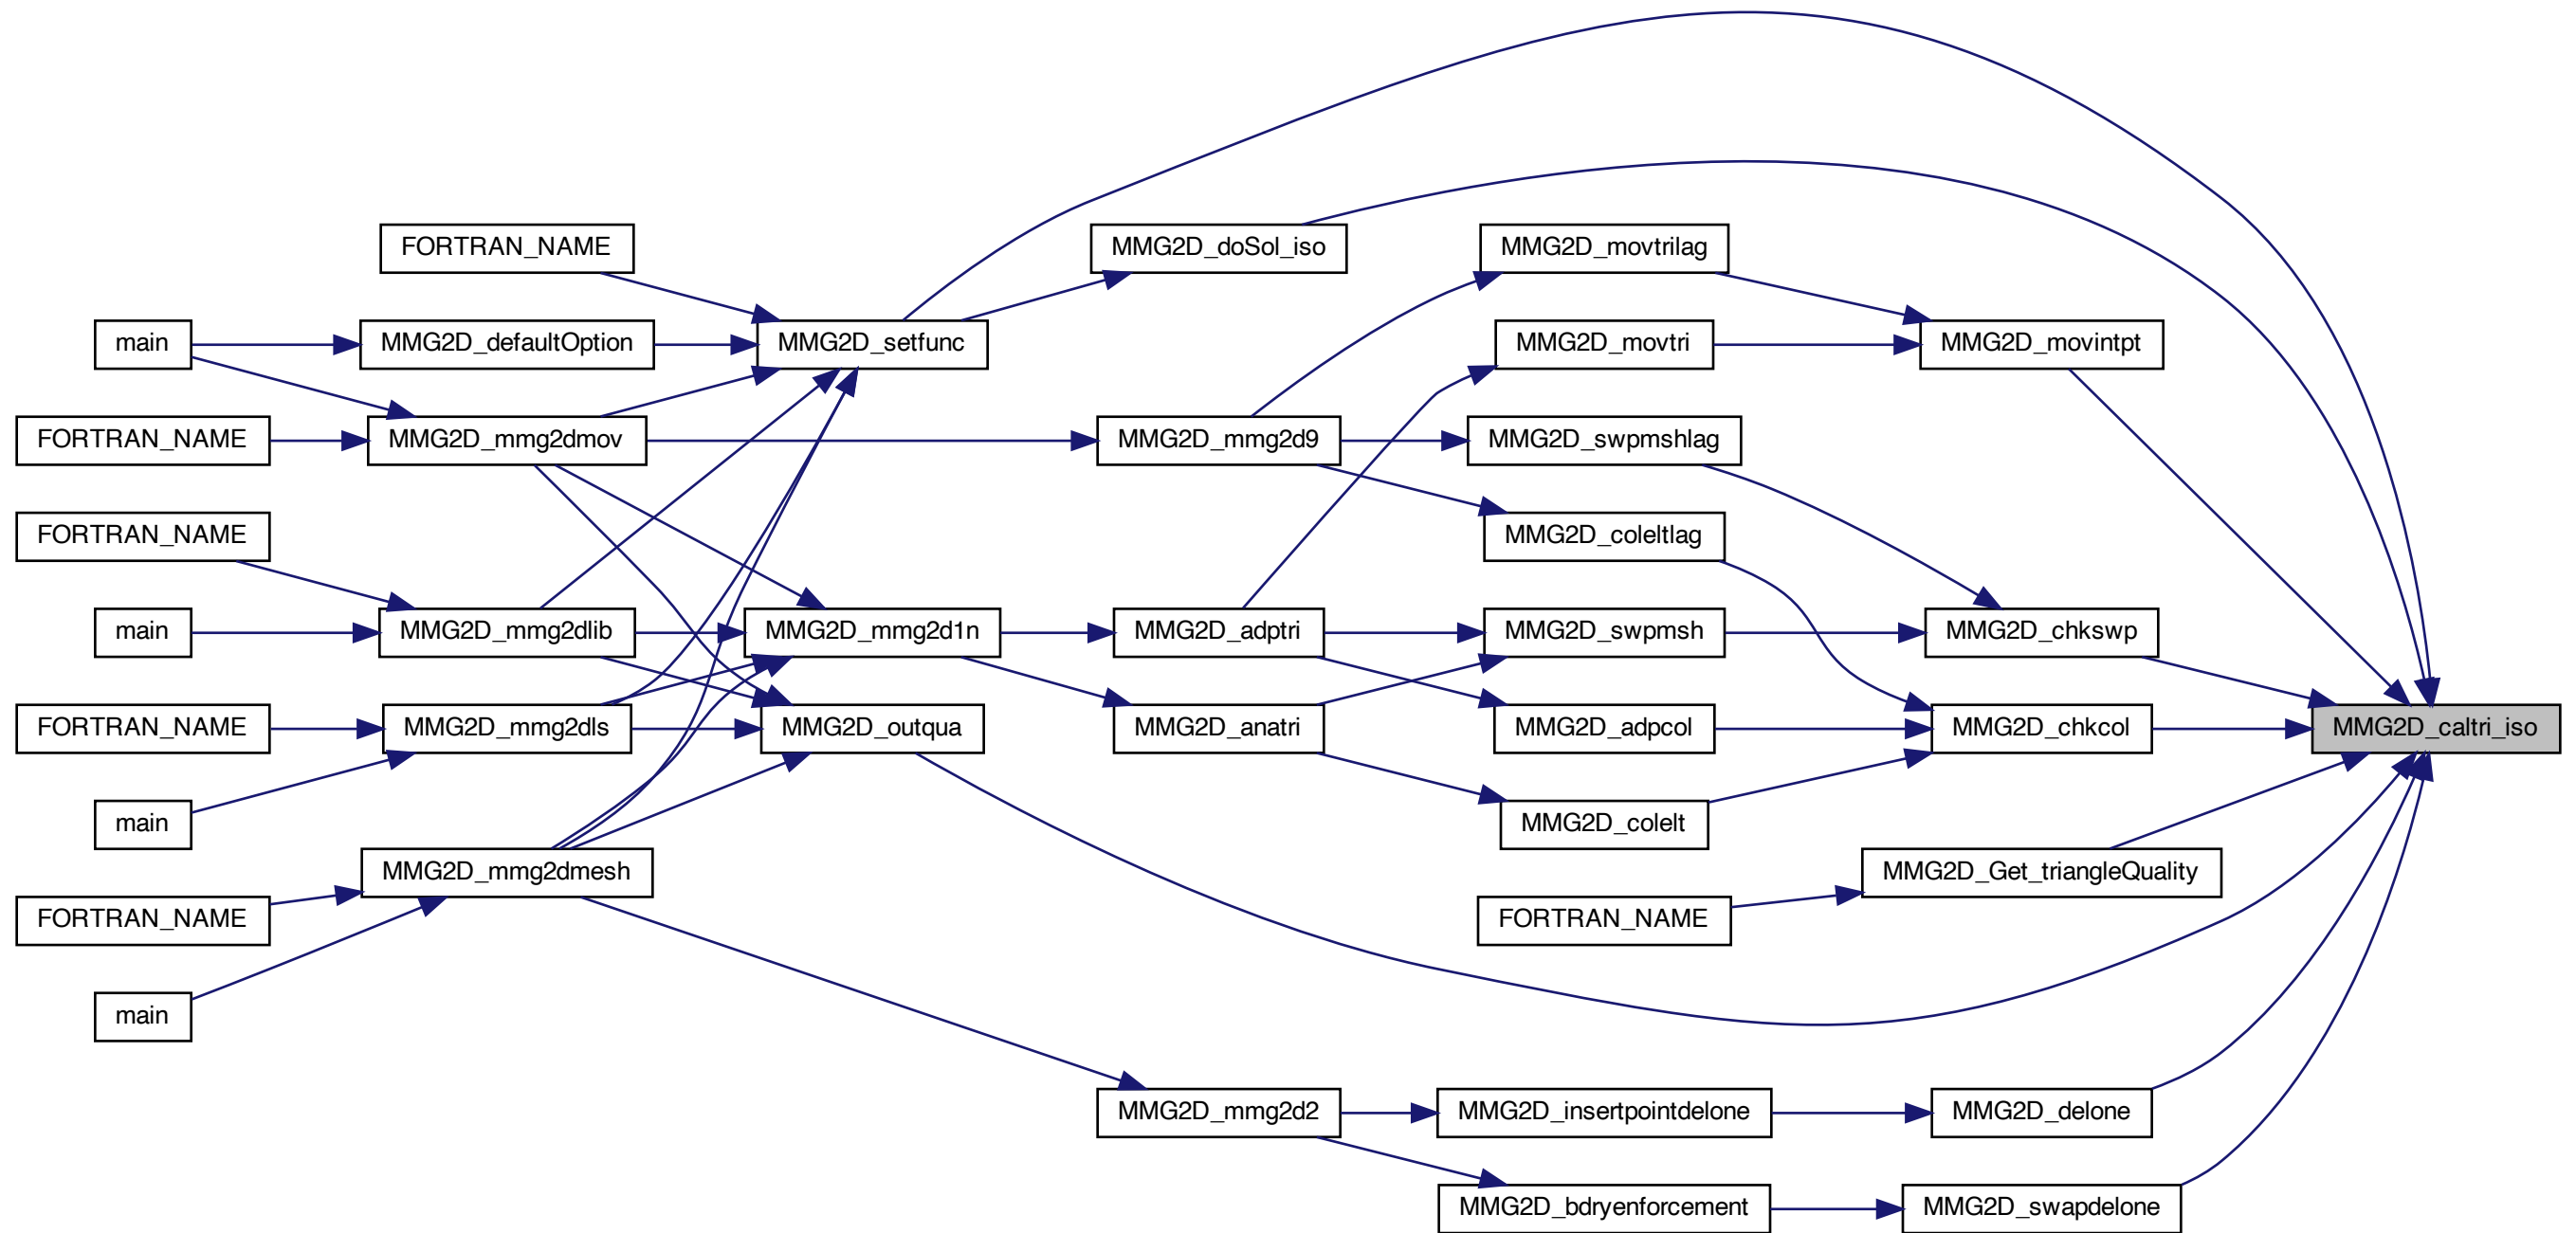 FORTRAN_NAME
MMG2D_doSol_iso
MMG2D_movtrilag
main
MMG2D_defaultOption
MMG2D_setfunc
MMG2D_movtri
MMG2D_movintpt
FORTRAN_NAME
MMG2D_mmg2dmov
MMG2D_mmg2d9
MMG2D_swpmshlag
FORTRAN_NAME
MMG2D_coleltlag
main
MMG2D_mmg2dlib
MMG2D_mmg2d1n
MMG2D_adptri
MMG2D_swpmsh
MMG2D_chkswp
FORTRAN_NAME
MMG2D_mmg2dls
MMG2D_outqua
MMG2D_anatri
MMG2D_adpcol
MMG2D_chkcol
MMG2D_caltri_iso
main
MMG2D_colelt
MMG2D_mmg2dmesh
MMG2D_Get_triangleQuality
FORTRAN_NAME
FORTRAN_NAME
main
MMG2D_mmg2d2
MMG2D_insertpointdelone
MMG2D_delone
MMG2D_bdryenforcement
MMG2D_swapdelone